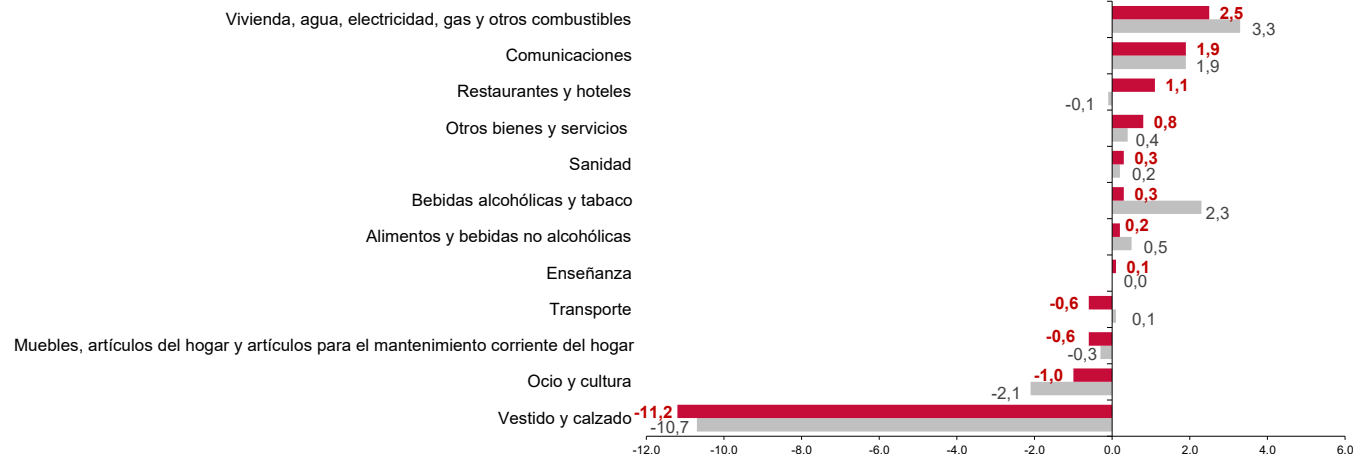 Vivienda, agua, electricidad, gas y otros combustibles
2,5
3,3
Comunicaciones
1,9
1,9
Restaurantes y hoteles
1,1
-0,1
Otros bienes y servicios
0,8
0,4
Sanidad
0,3
0,2
Bebidas alcohólicas y tabaco
0,3
2,3
Alimentos y bebidas no alcohólicas
0,2
0,5
Enseñanza
0,1
0,0
Transporte
-0,6
0,1
Muebles, artículos del hogar y artículos para el mantenimiento corriente del hogar
-0,6
-0,3
Ocio y cultura
-1,0
-2,1
Vestido y calzado
-11,2
-10,7
-12.0 -10.0 -8.0 -6.0 -4.0 -2.0 0.0 2.0 4.0 6.0